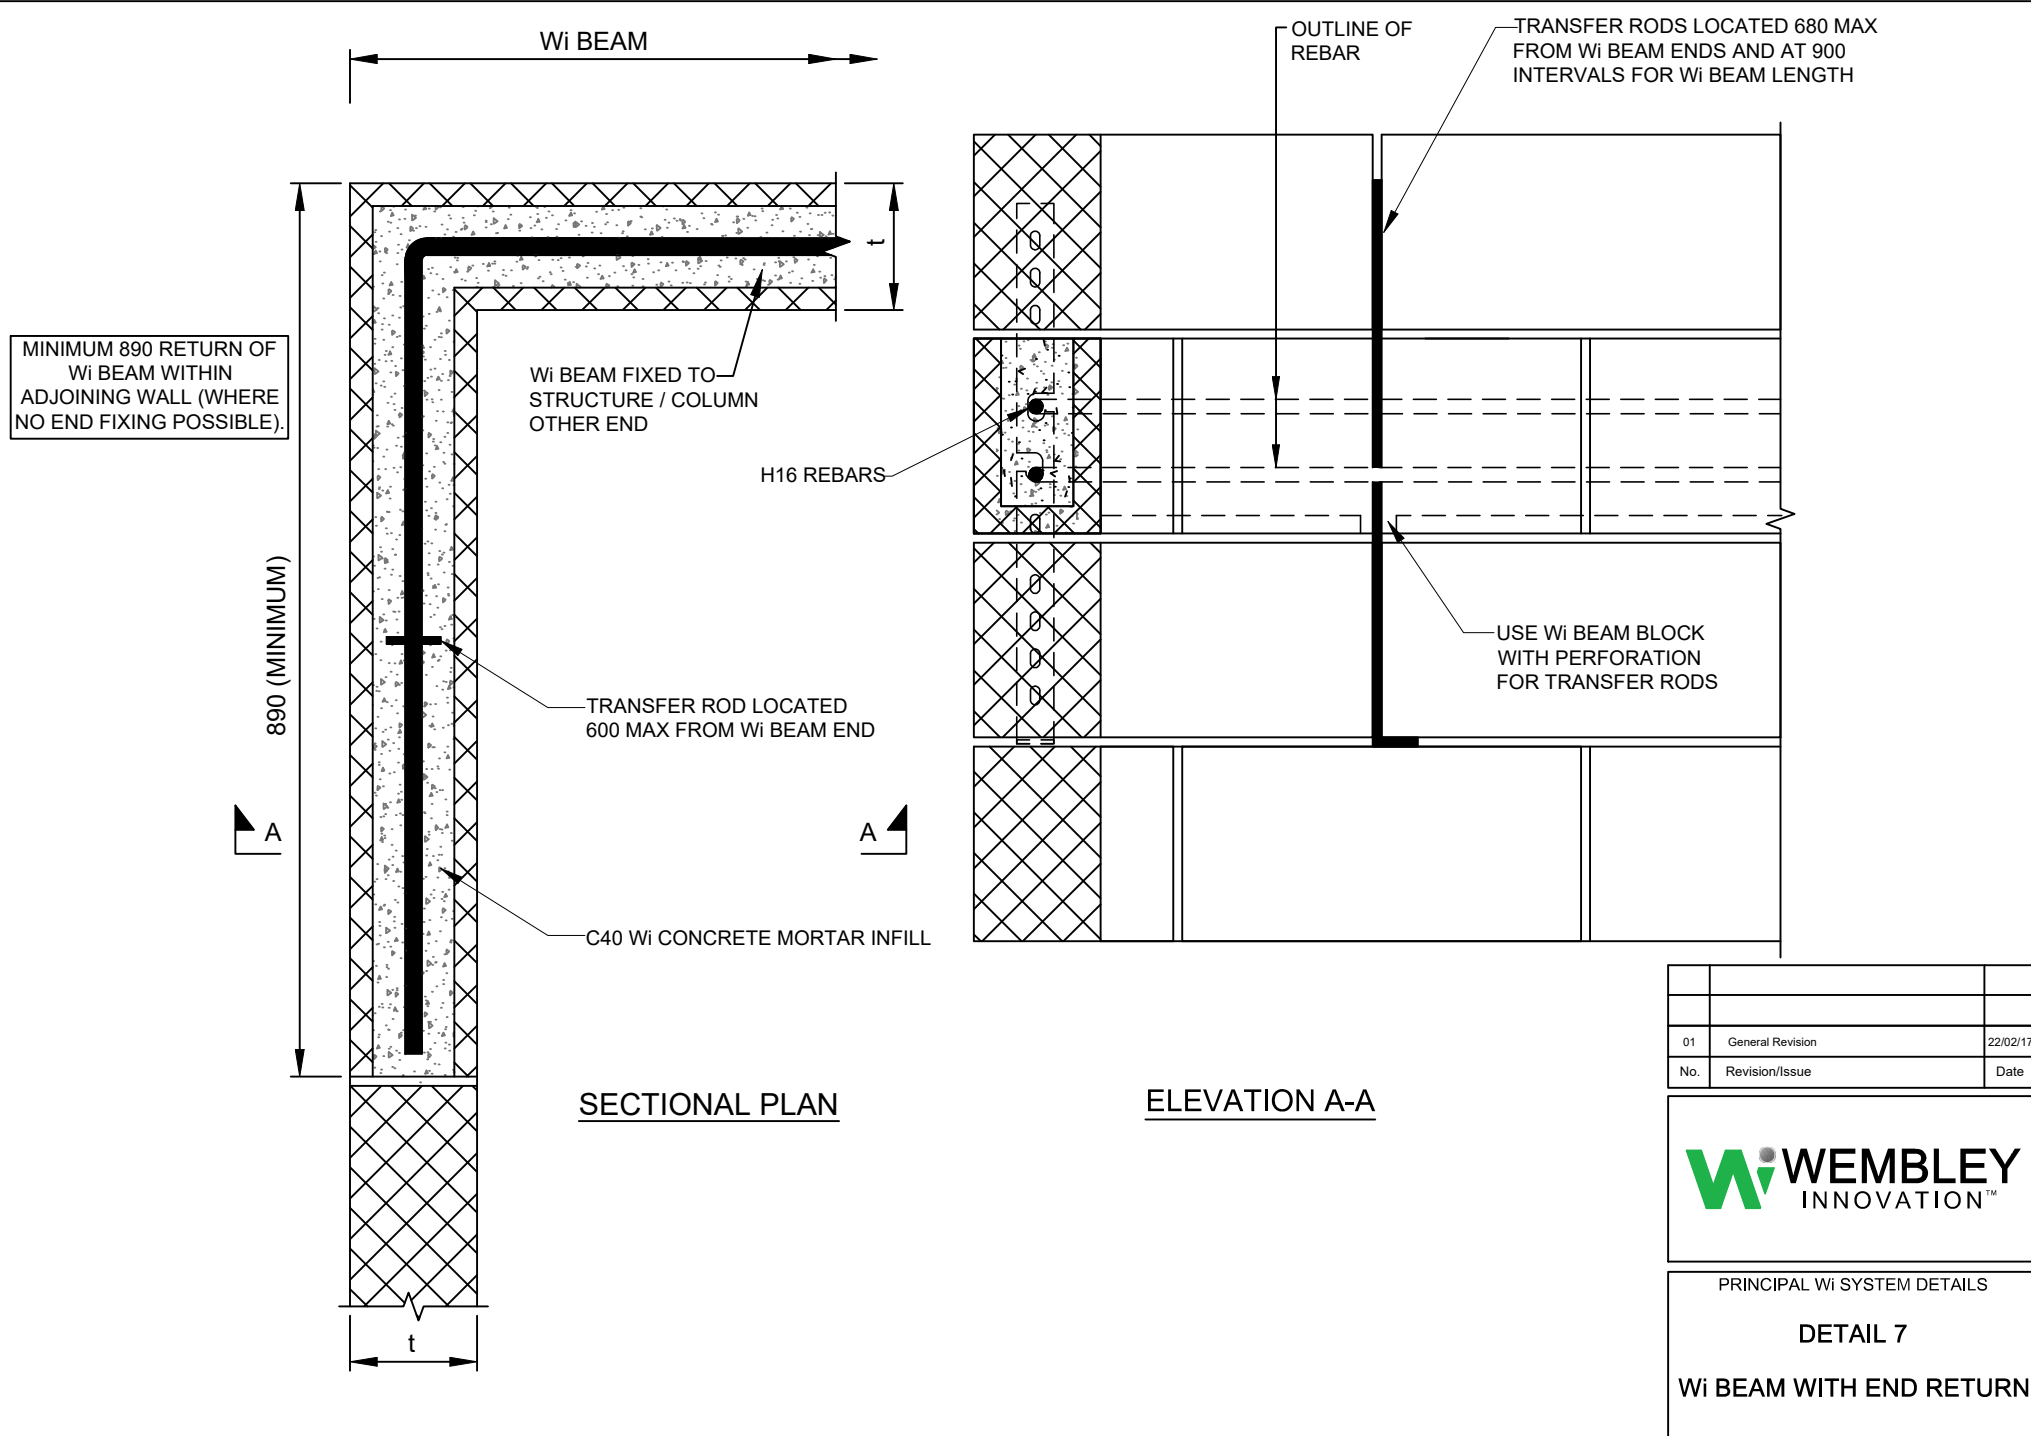 Wi BEAM
OUTLINE OF
REBAR
TRANSFER RODS LOCATED 680 MAX
FROM Wi BEAM ENDS AND AT 900
INTERVALS FOR Wi BEAM LENGTH
t
MINIMUM 890 RETURN OF
Wi BEAM WITHIN
ADJOINING WALL (WHERE
NO END FIXING POSSIBLE).
Wi BEAM FIXED TO
STRUCTURE / COLUMN
OTHER END
H16 REBARS
890 (MINIMUM)
USE Wi BEAM BLOCK
WITH PERFORATION
FOR TRANSFER RODS
TRANSFER ROD LOCATED
600 MAX FROM Wi BEAM END
A
A
C40 Wi CONCRETE MORTAR INFILL
SECTIONAL PLAN
ELEVATION A-A
t
01 General Revision 22/02/17
No. Revision/Issue Date
Wi WEMBLEY
INNOVATION™
PRINCIPAL Wi SYSTEM DETAILS
DETAIL 7
Wi BEAM WITH END RETURN